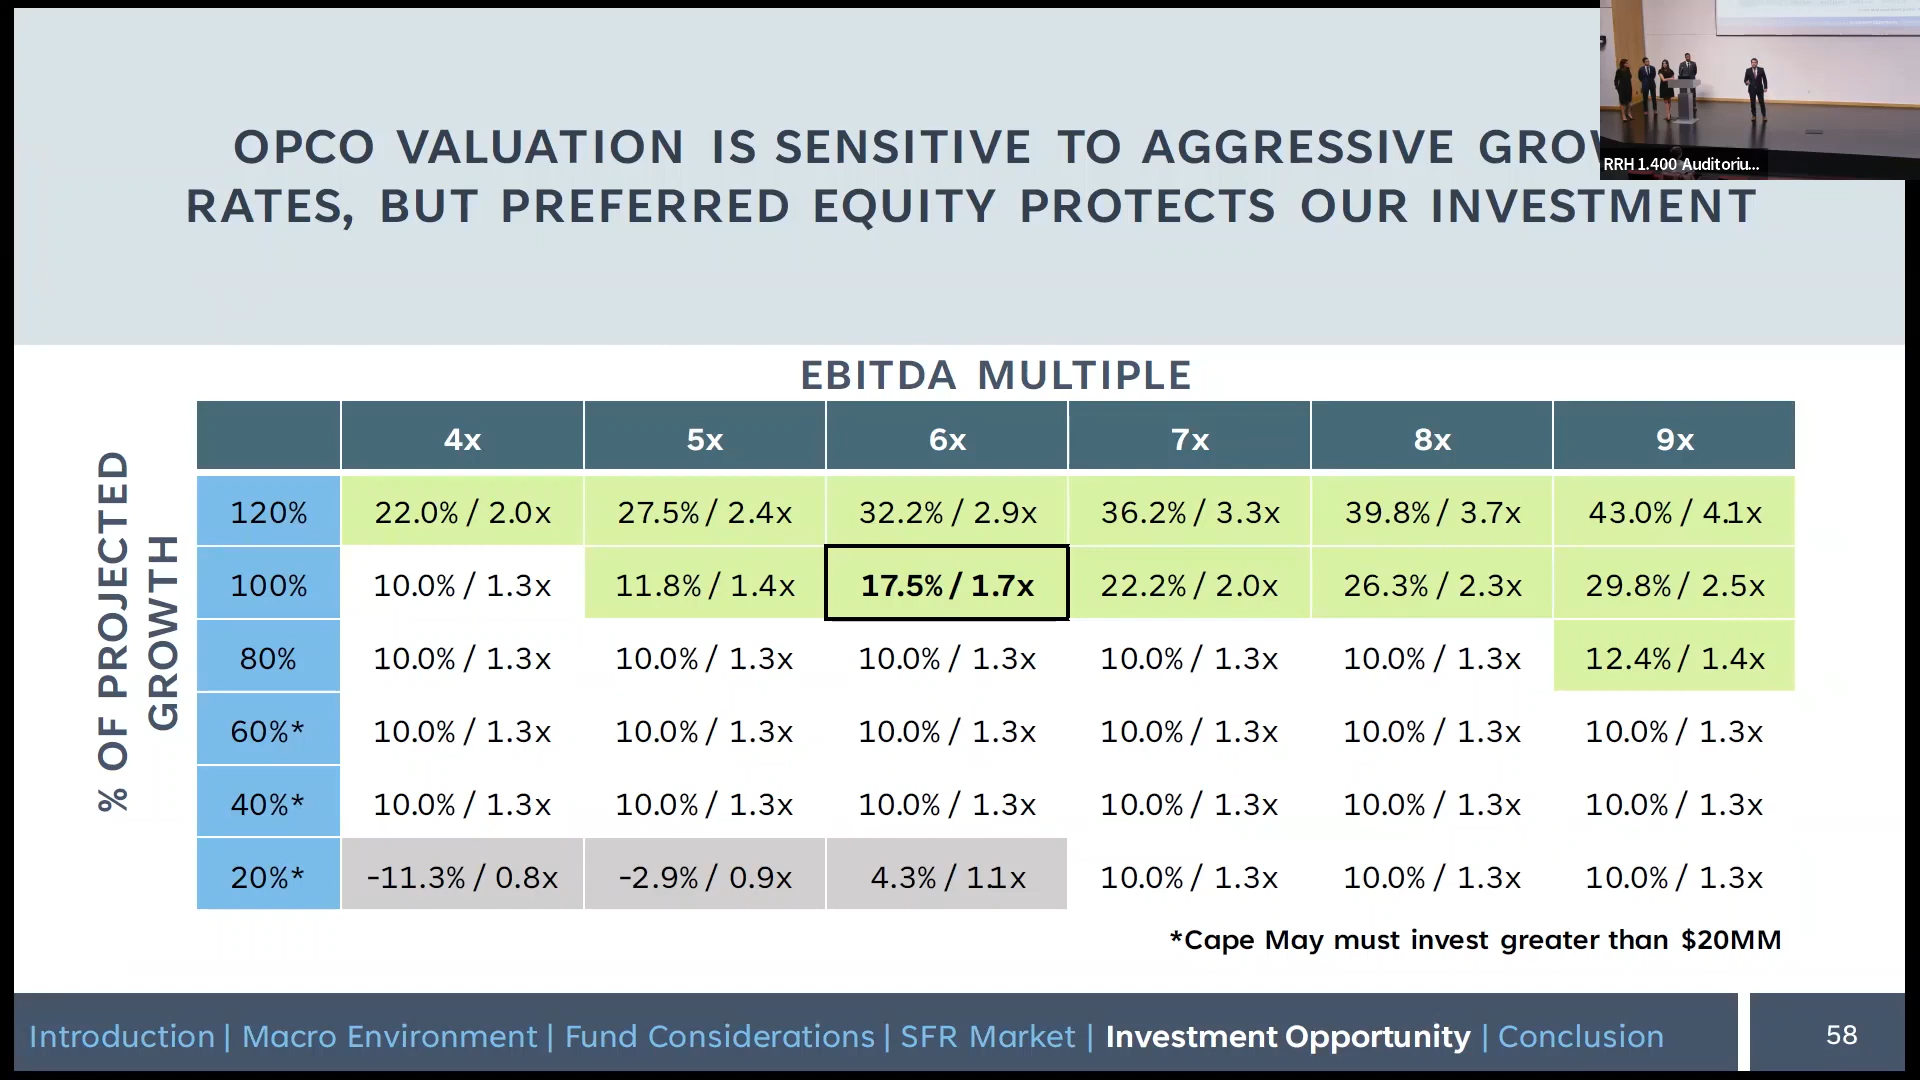 OPCO VALUATION IS SENSITIVE TO AGGRESSIVE
RATES, BUT PREFERRED EQUITY PROTECTS OUR INVESTMENT
RRH 1.400 Auditoriu...
EBITDA MULTIPLE
% OF PROJECTED
GROWTH
4x 5x 6x 7x 8x 9x
120% 22.0% / 2.0x 27.5% / 2.4x 32.2% / 2.9x 36.2% / 3.3x 39.8% / 3.7x 43.0% / 4.1x
100% 10.0% / 1.3x 11.8% / 1.4x 17.5% / 1.7x 22.2% / 2.0x 26.3% / 2.3x 29.8% / 2.5x
80% 10.0% / 1.3x 10.0% / 1.3x 10.0% / 1.3x 10.0% / 1.3x 10.0% / 1.3x 12.4% / 1.4x
60%* 10.0% / 1.3x 10.0% / 1.3x 10.0% / 1.3x 10.0% / 1.3x 10.0% / 1.3x 10.0% / 1.3x
40%* 10.0% / 1.3x 10.0% / 1.3x 10.0% / 1.3x 10.0% / 1.3x 10.0% / 1.3x 10.0% / 1.3x
20%* -11.3% / 0.8x -2.9% / 0.9x 4.3% / 1.1x 10.0% / 1.3x 10.0% / 1.3x 10.0% / 1.3x
*Cape May must invest greater than $20MM
Introduction | Macro Environment | Fund Considerations | SFR Market | Investment Opportunity | Conclusion
58